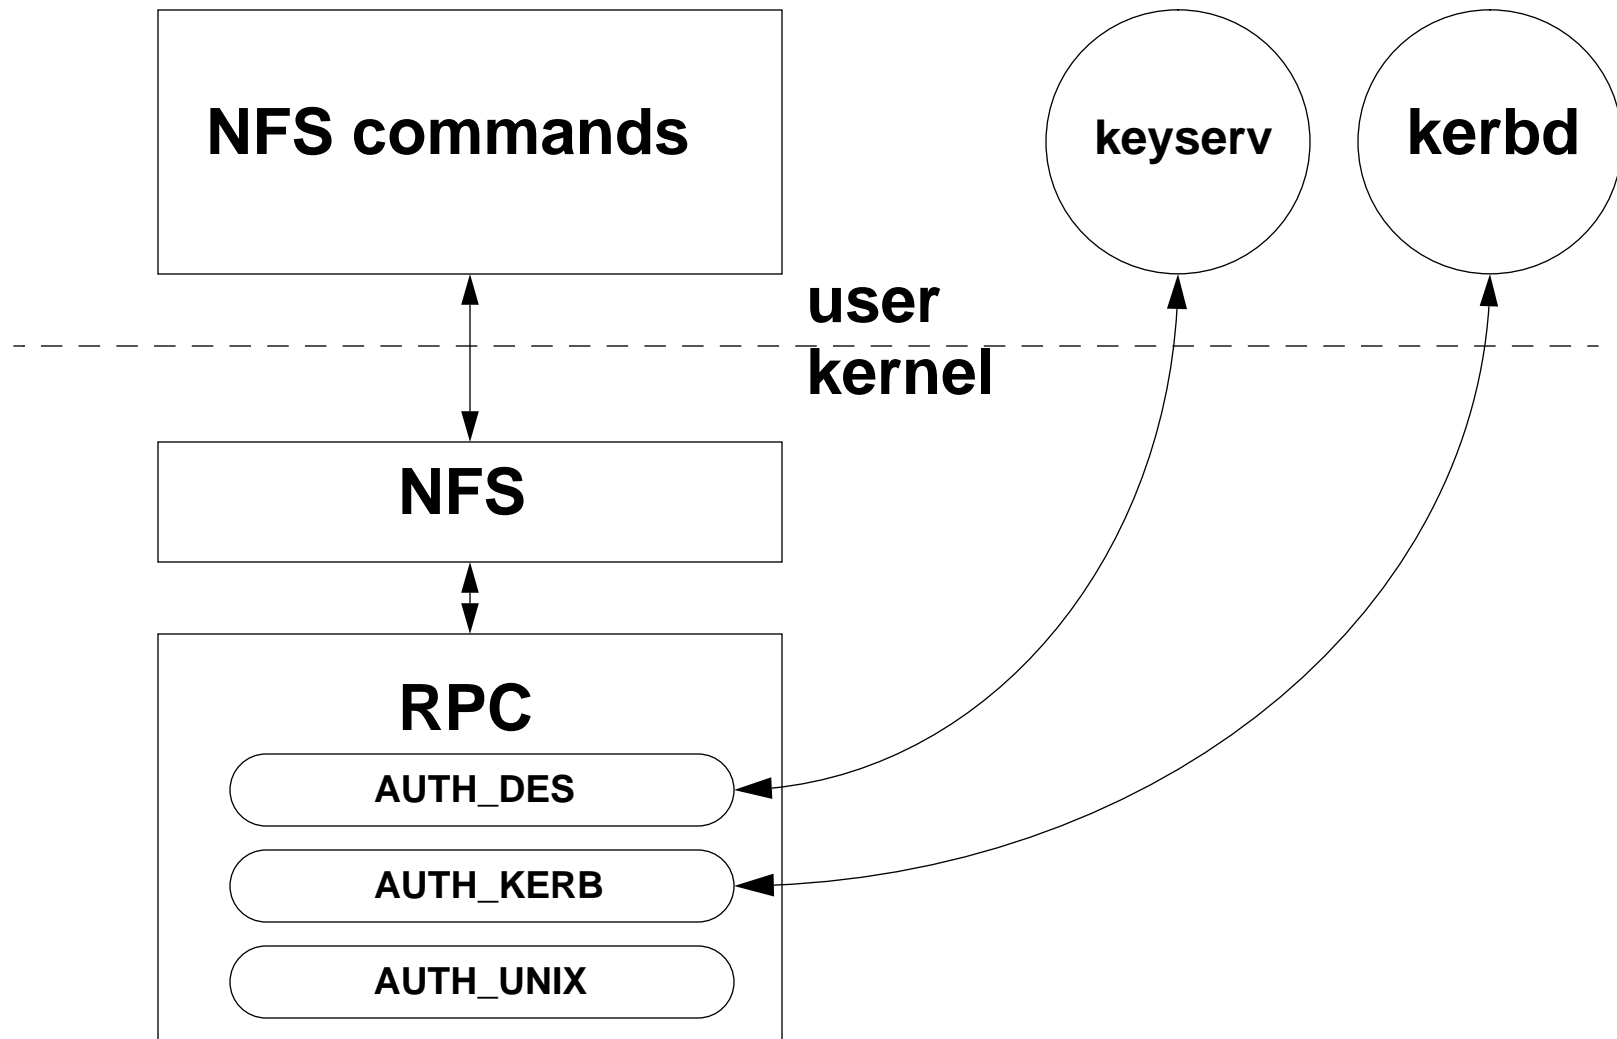 NFS commands
keyserv
kerbd
user
kernel
NFS
RPC
AUTH_DES
AUTH_KERB
AUTH_UNIX